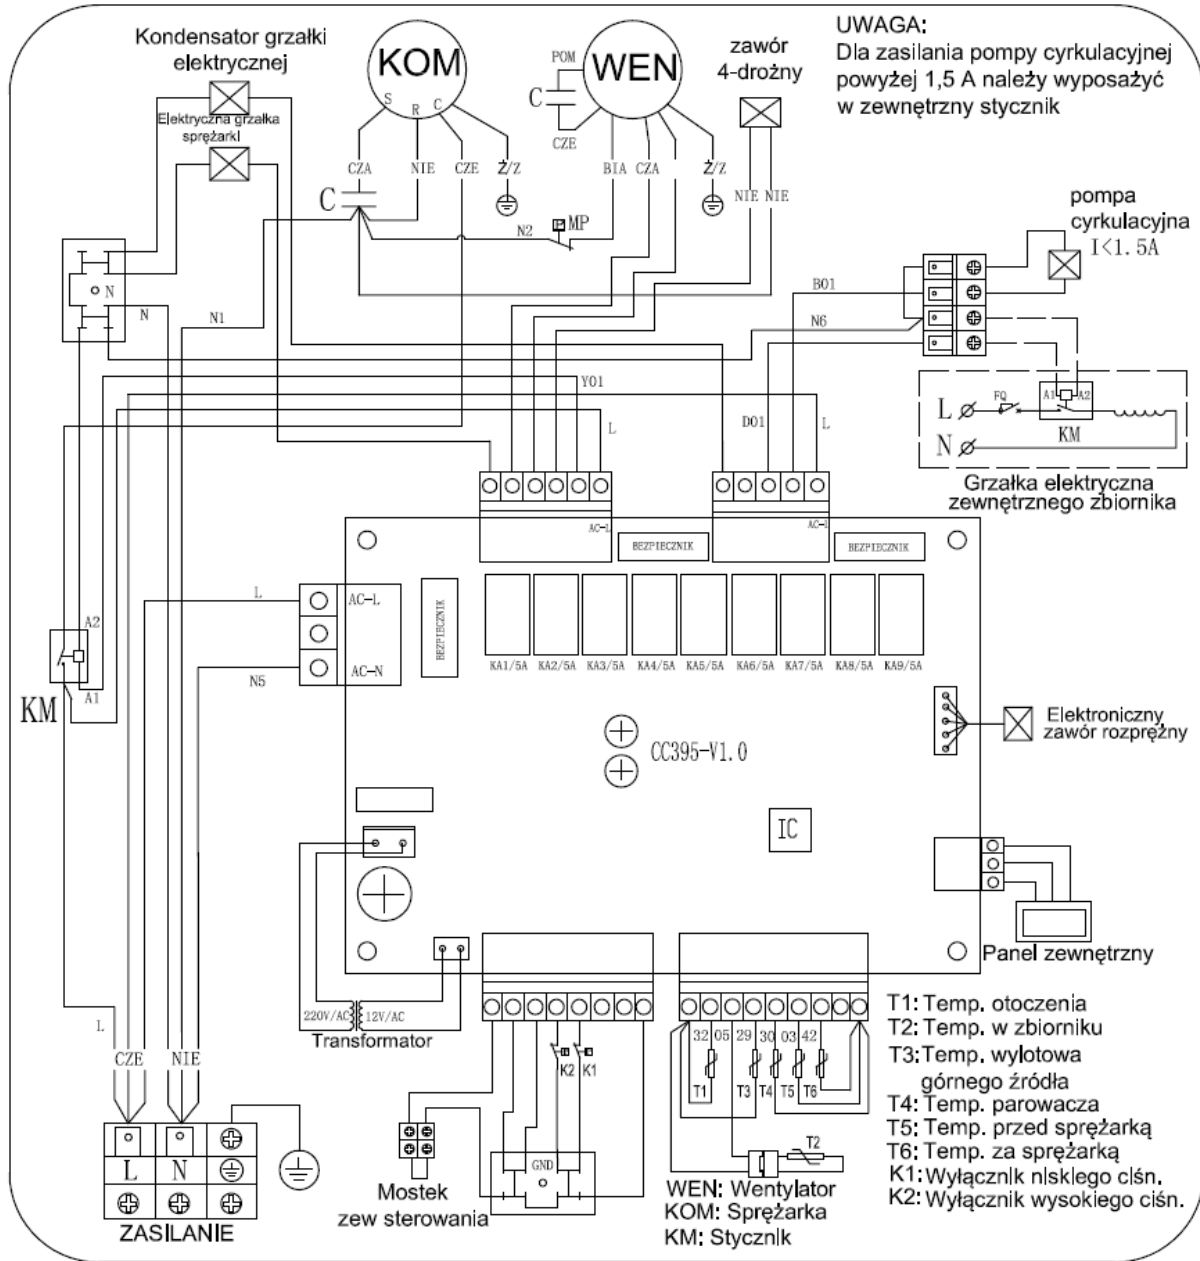 UWAGA:
Dla zasilania pompy cyrkulacyjnej
powyżej 1,5 A należy wyposażyć
w zewnętrzny stycznik
Kondensator grzałki
elektrycznej
KOM
S
R
C
POM
WEN
C
CZE
zawór
4-drożny
Elektryczna grzałka
sprężarki
CZA
NIE
CZE
Ż/Z
BIA
CZA
Ż/Z
NIE
NIE
C
N2
MP
pompa
cyrkulacyjna
I<1.5A
N
N
N1
B01
N6
Y01
L
D01
L
L
FQ
A1
A2
KM
N
Grzałka elektryczna
zewnętrznego zbiornika
AC-L
BEZPIECZNIK
AC-L
BEZPIECZNIK
L
AC-L
BEZPIECZNIK
AC-N
N5
A2
A1
KM
KA1/5A
KA2/5A
KA3/5A
KA4/5A
KA5/5A
KA6/5A
KA7/5A
KA8/5A
KA9/5A
CC395-V1.0
Elektroniczny
zawór rozprężny
IC
Panel zewnętrzny
220V/AC
12V/AC
Transformator
L
CZE
NIE
K2
K1
32
05
29
30
03
42
T1
T3
T4
T5
T6
T2
GND
L
N
ZASILANIE
Mostek
zew sterowania
WEN: Wentylator
KOM: Sprężarka
KM: Stycznik
T1: Temp. otoczenia
T2: Temp. w zbiorniku
T3: Temp. wylotowa
górnego źródła
T4: Temp. parowacza
T5: Temp. przed sprężarką
T6: Temp. za sprężarką
K1: Wyłącznik niskiego ciśn.
K2: Wyłącznik wysokiego ciśn.